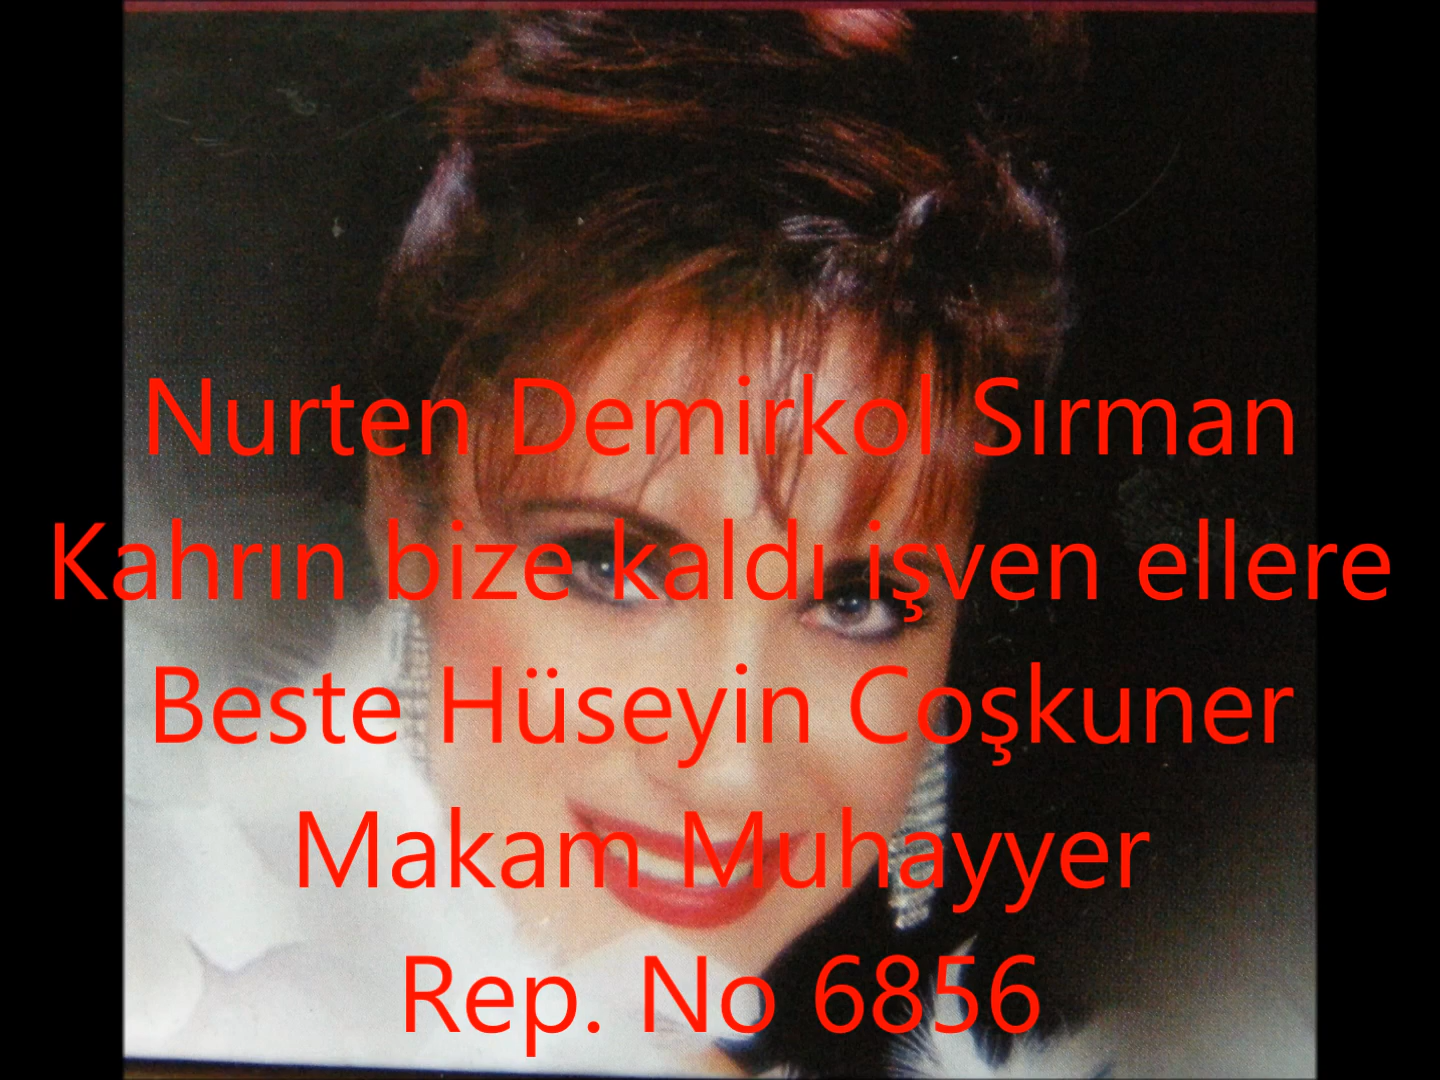 Nurten Demirkol Sırman
Kahrın bize kaldı işven ellere
Beste Hüseyin Coşkuner
Makam Muhayyer
Rep. No 6856